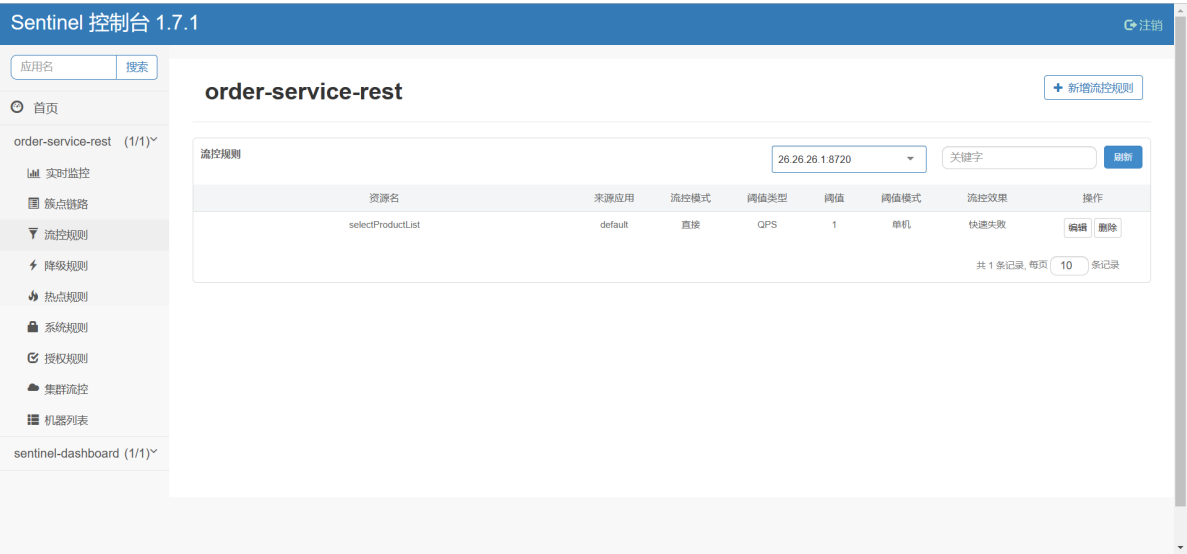 Sentinel 控制台 1.7.1
注销
应用名 搜索
首页
order-service-rest (1/1)
实时监控
簇点链路
流控规则
降级规则
热点规则
系统规则
授权规则
集群流控
机器列表
sentinel-dashboard (1/1)
order-service-rest
新增流控规则
流控规则 26.26.26.1:8720 关键字 刷新
资源名 来源应用 流控模式 阈值类型 阈值 阈值模式 流控效果 操作
selectProductList default 直接 QPS 1 单机 快速失败 编辑 删除
共 1 条记录, 每页 10 条记录